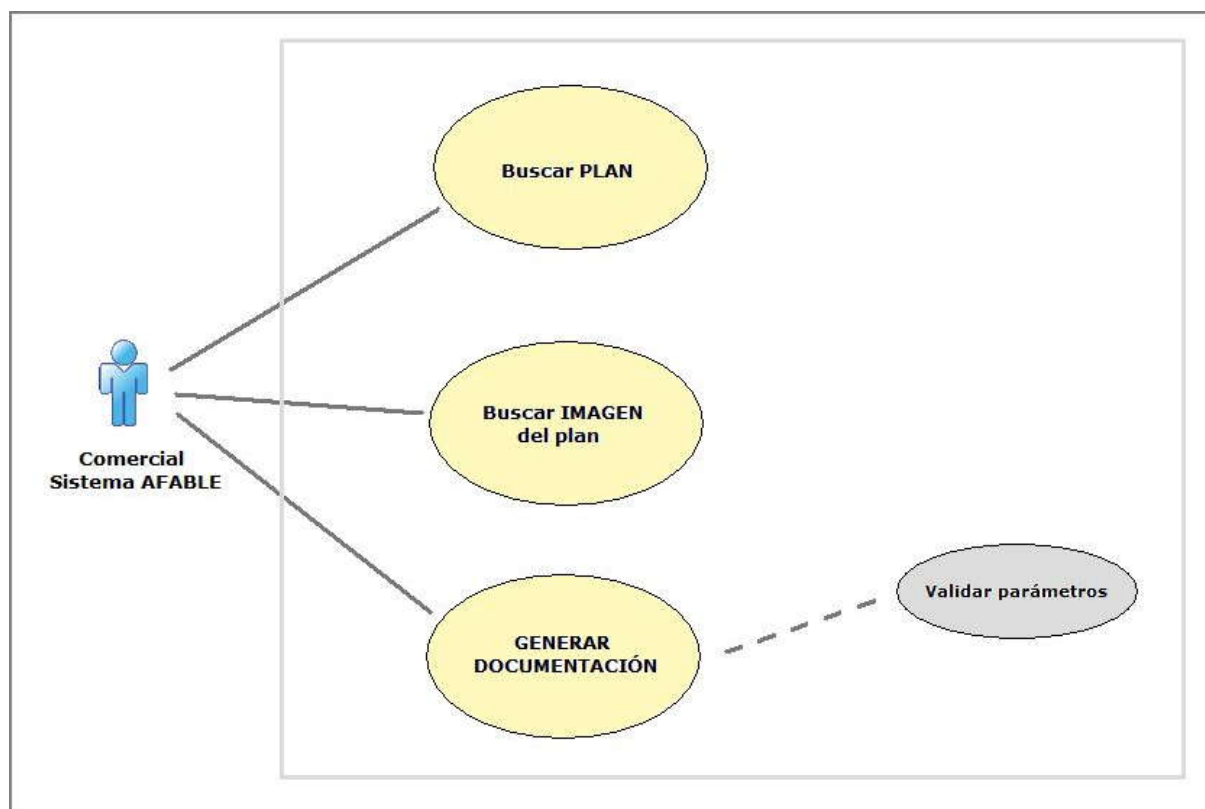 Buscar PLAN
Buscar IMAGEN
del plan
Comercial
Sistema AFABLE
Validar parámetros
GENERAR
DOCUMENTACIÓN